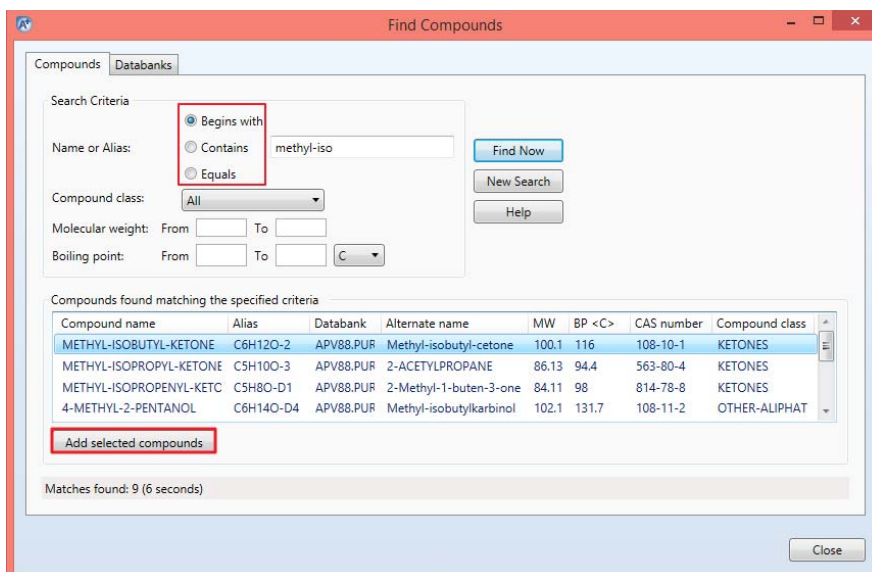 Find Compounds
Compounds Databanks
Search Criteria
Begins with
Name or Alias: Contains methyl-iso Find Now
Equals New Search
Compound class: All Help
Molecular weight: From To
Boiling point: From To C
Compounds found matching the specified criteria
Compound name Alias Databank Alternate name MW BP <C> CAS number Compound class
METHYL-ISOBUTYL-KETONE C6H12O-2 APV88.PUR Methyl-isobutyl-cetone 100.1 116 108-10-1 KETONES
METHYL-ISOPROPYL-KETONE C5H10O-3 APV88.PUR 2-ACETYLPROPANE 86.13 94.4 563-80-4 KETONES
METHYL-ISOPROPENYL-KETC C5H8O-D1 APV88.PUR 2-Methyl-1-buten-3-one 84.11 98 814-78-8 KETONES
4-METHYL-2-PENTANOL C6H14O-D4 APV88.PUR Methyl-isobutylkarbinol 102.1 131.7 108-11-2 OTHER-ALIPHAT
Add selected compounds
Matches found: 9 (6 seconds)
Close